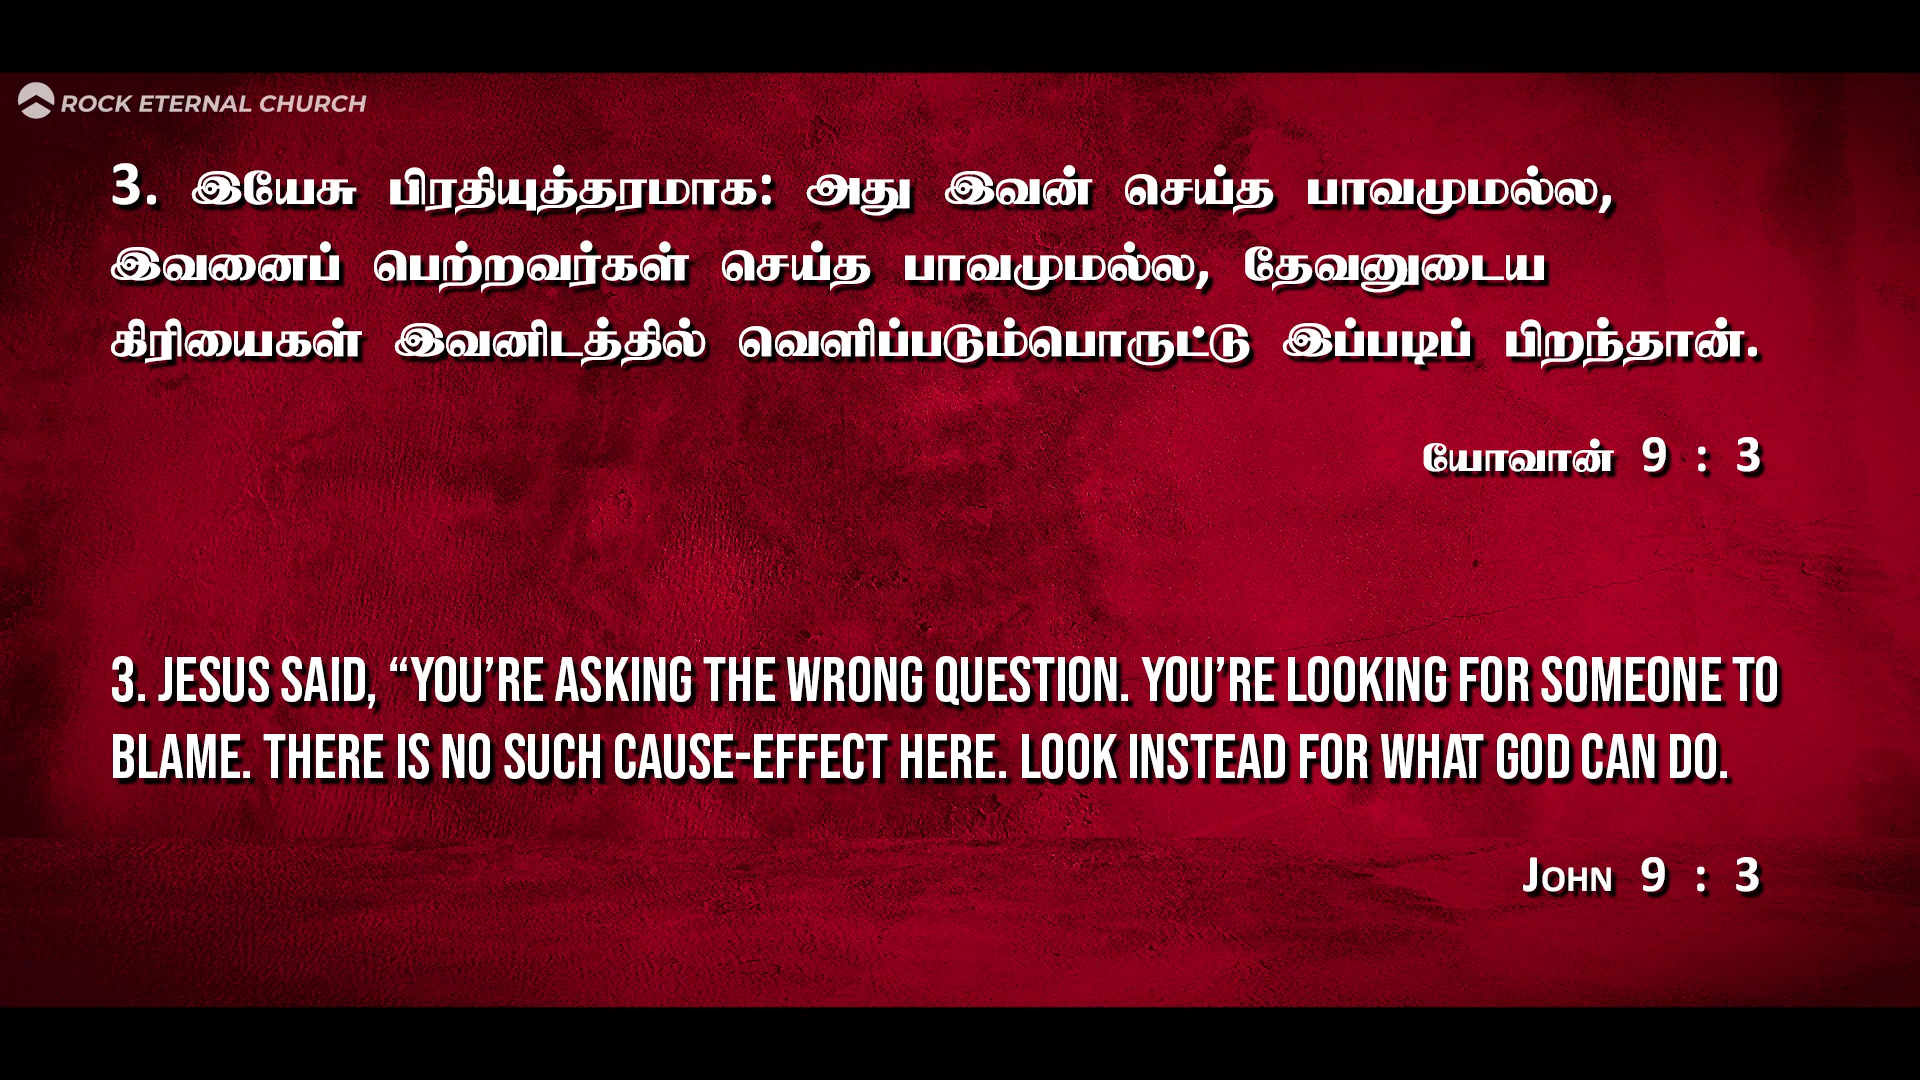 ROCK ETERNAL CHURCH
3. இயேசு பிரதியுத்தரமாக: அது இவன் செய்த பாவமுமல்ல,
இவனைப் பெற்றவர்கள் செய்த பாவமுமல்ல, தேவனுடைய
கிரியைகள் இவனிடத்தில் வெளிப்படும்பொருட்டு இப்படிப் பிறந்தான்.
யோவான் 9 : 3
3. JESUS SAID, “YOU’RE ASKING THE WRONG QUESTION. YOU’RE LOOKING FOR SOMEONE TO
BLAME. THERE IS NO SUCH CAUSE-EFFECT HERE. LOOK INSTEAD FOR WHAT GOD CAN DO.
JOHN 9 : 3